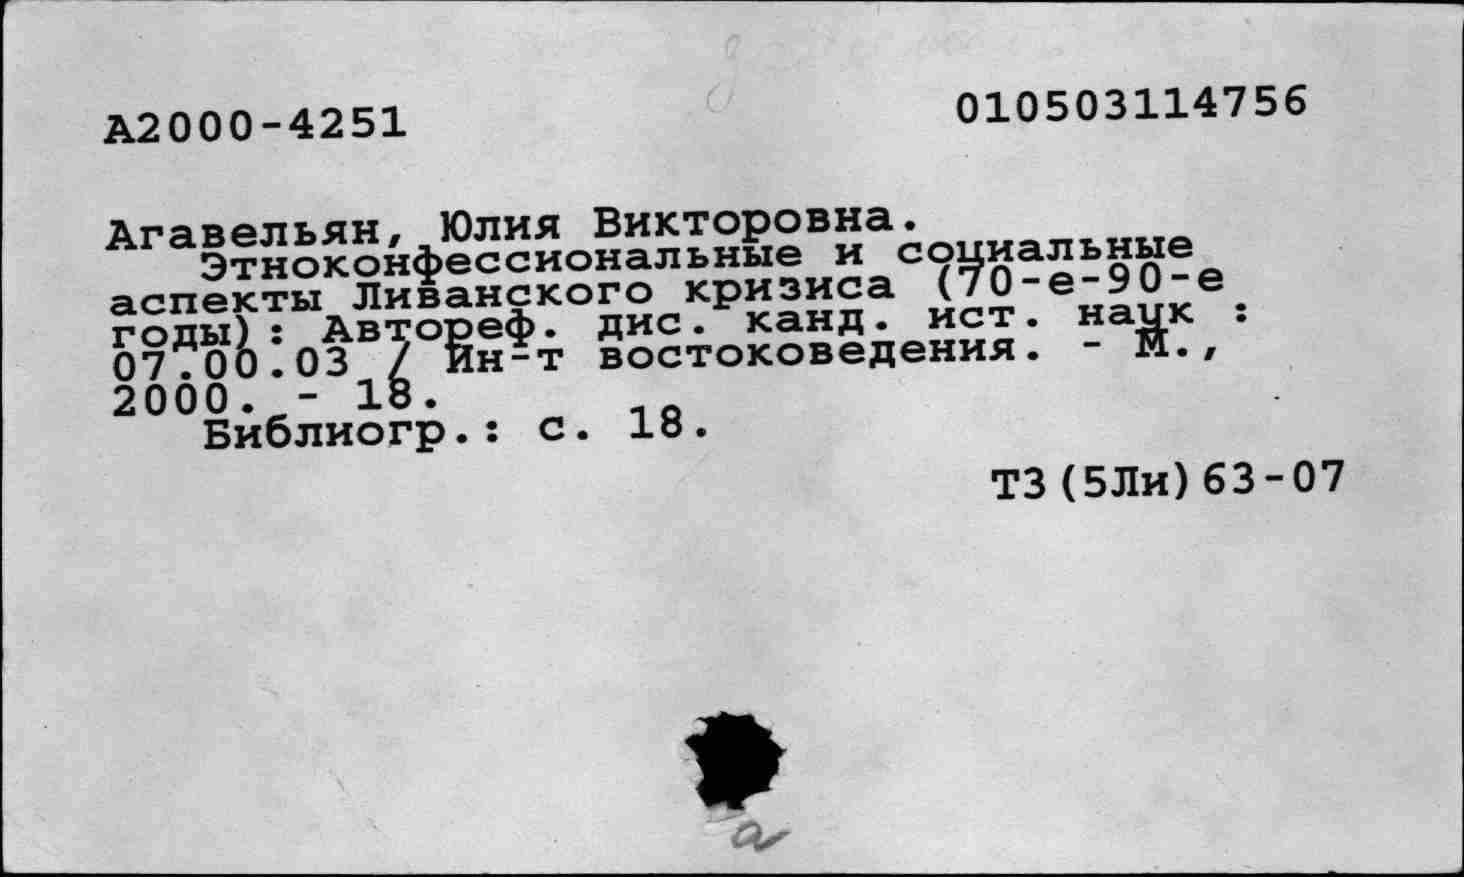 А2000-4251
010503114756
Агавельян, Юлия Викторовна.
Этноконфессиональные и социальные
аспекты Ливанского кризиса (70-е-90-е
годы): Автореф. дис. канд. ист. наук :
07.00.03 / Ин-т востоковедения. - М.,
2000. - 18.
Библиогр.: с. 18.
Т3(5Ли)63-07